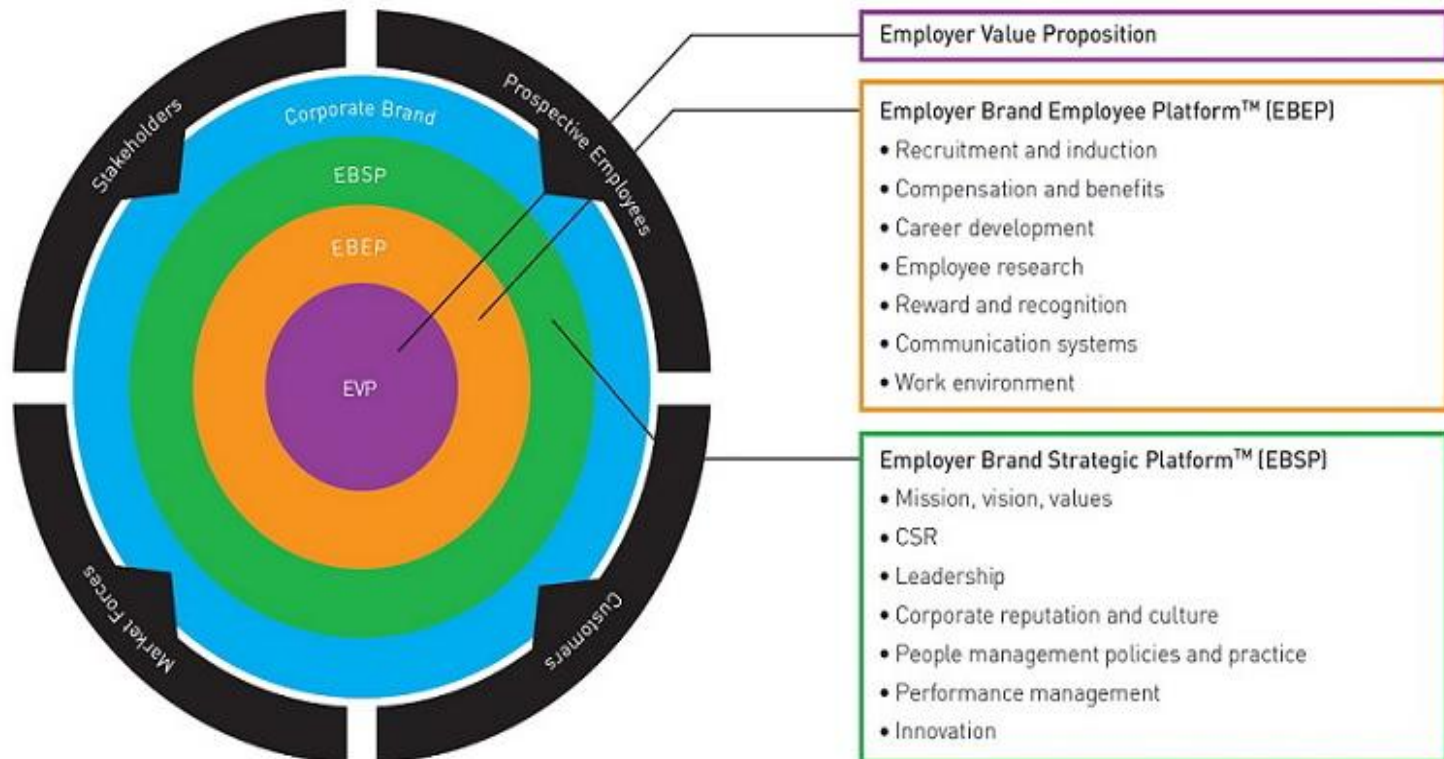 Stakeholders
Prospective Employees
Corporate Brand
EBSP
EBEP
EVP
Market Forces
Customers
Employer Value Proposition
Employer Brand Employee Platform™ (EBEP)
• Recruitment and induction
• Compensation and benefits
• Career development
• Employee research
• Reward and recognition
• Communication systems
• Work environment
Employer Brand Strategic Platform™ (EBSP)
• Mission, vision, values
• CSR
• Leadership
• Corporate reputation and culture
• People management policies and practice
• Performance management
• Innovation